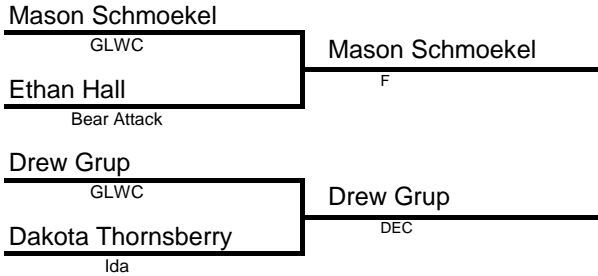 Mason Schmoekel
GLWC
Mason Schmoekel
F
Ethan Hall
Bear Attack
Drew Grup
GLWC
Drew Grup
DEC
Dakota Thornsberry
Ida